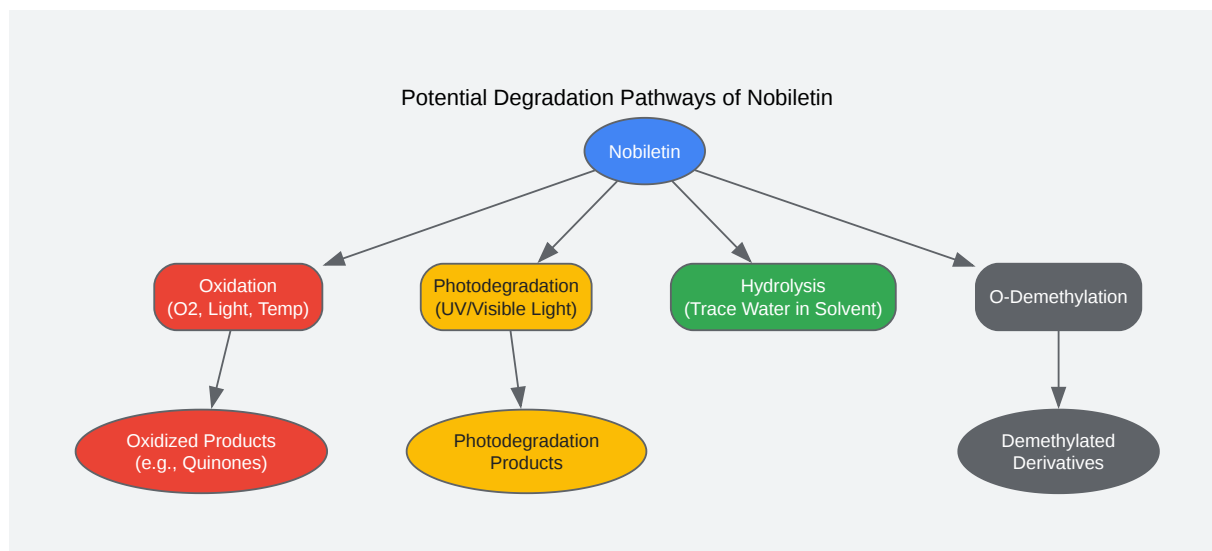 Potential Degradation Pathways of Nobiletin
Nobiletin
Oxidation
(O2, Light, Temp)
Photodegradation
(UV/Visible Light)
Hydrolysis
(Trace Water in Solvent)
O-Demethylation
Oxidized Products
(e.g., Quinones)
Photodegradation
Products
Demethylated
Derivatives